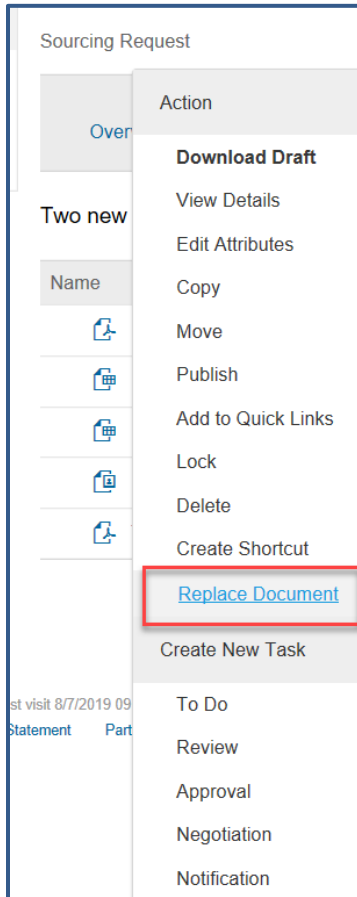 Sourcing Request
Action
Over
Download Draft
View Details
Two new
Edit Attributes
Name
Copy
Move
Publish
Add to Quick Links
Lock
Delete
Create Shortcut
Replace Document
Create New Task
st visit 8/7/2019 09
To Do
Statement Part
Review
Approval
Negotiation
Notification